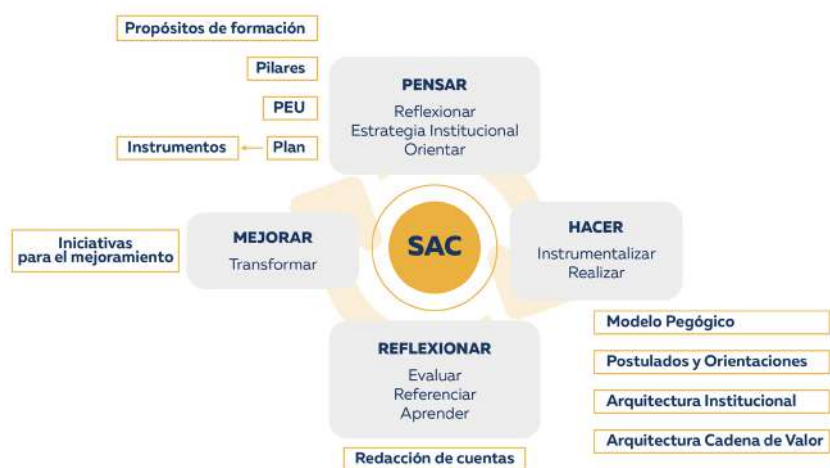 Propósitos de formación
Pilares
PEU
Instrumentos
Plan
PENSAR
Reflexionar
Estrategia Institucional
Orientar
SAC
HACER
Instrumentalizar
Realizar
Modelo Pegógico
Postulados y Orientaciones
Arquitectura Institucional
Arquitectura Cadena de Valor
REFLEXIONAR
Evaluar
Referenciar
Aprender
Redacción de cuentas
MEJORAR
Transformar
Iniciativas
para el mejoramiento